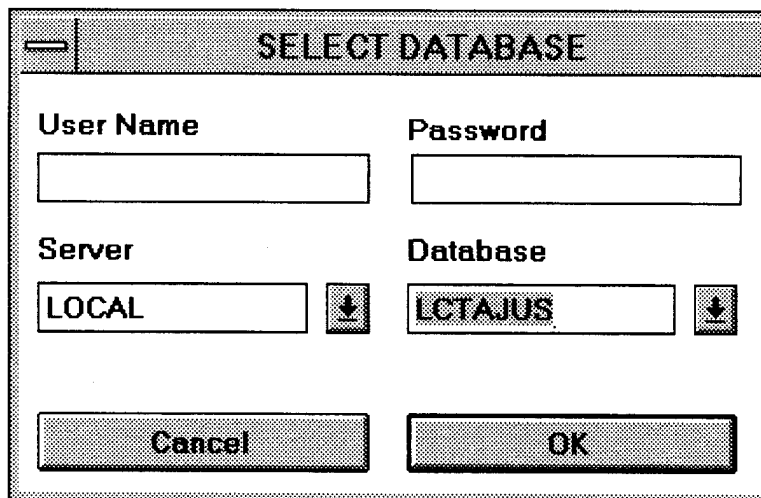 SELECT DATABASE
User Name
Password
Server
Database
LOCAL
LCTAJUS
Cancel
OK